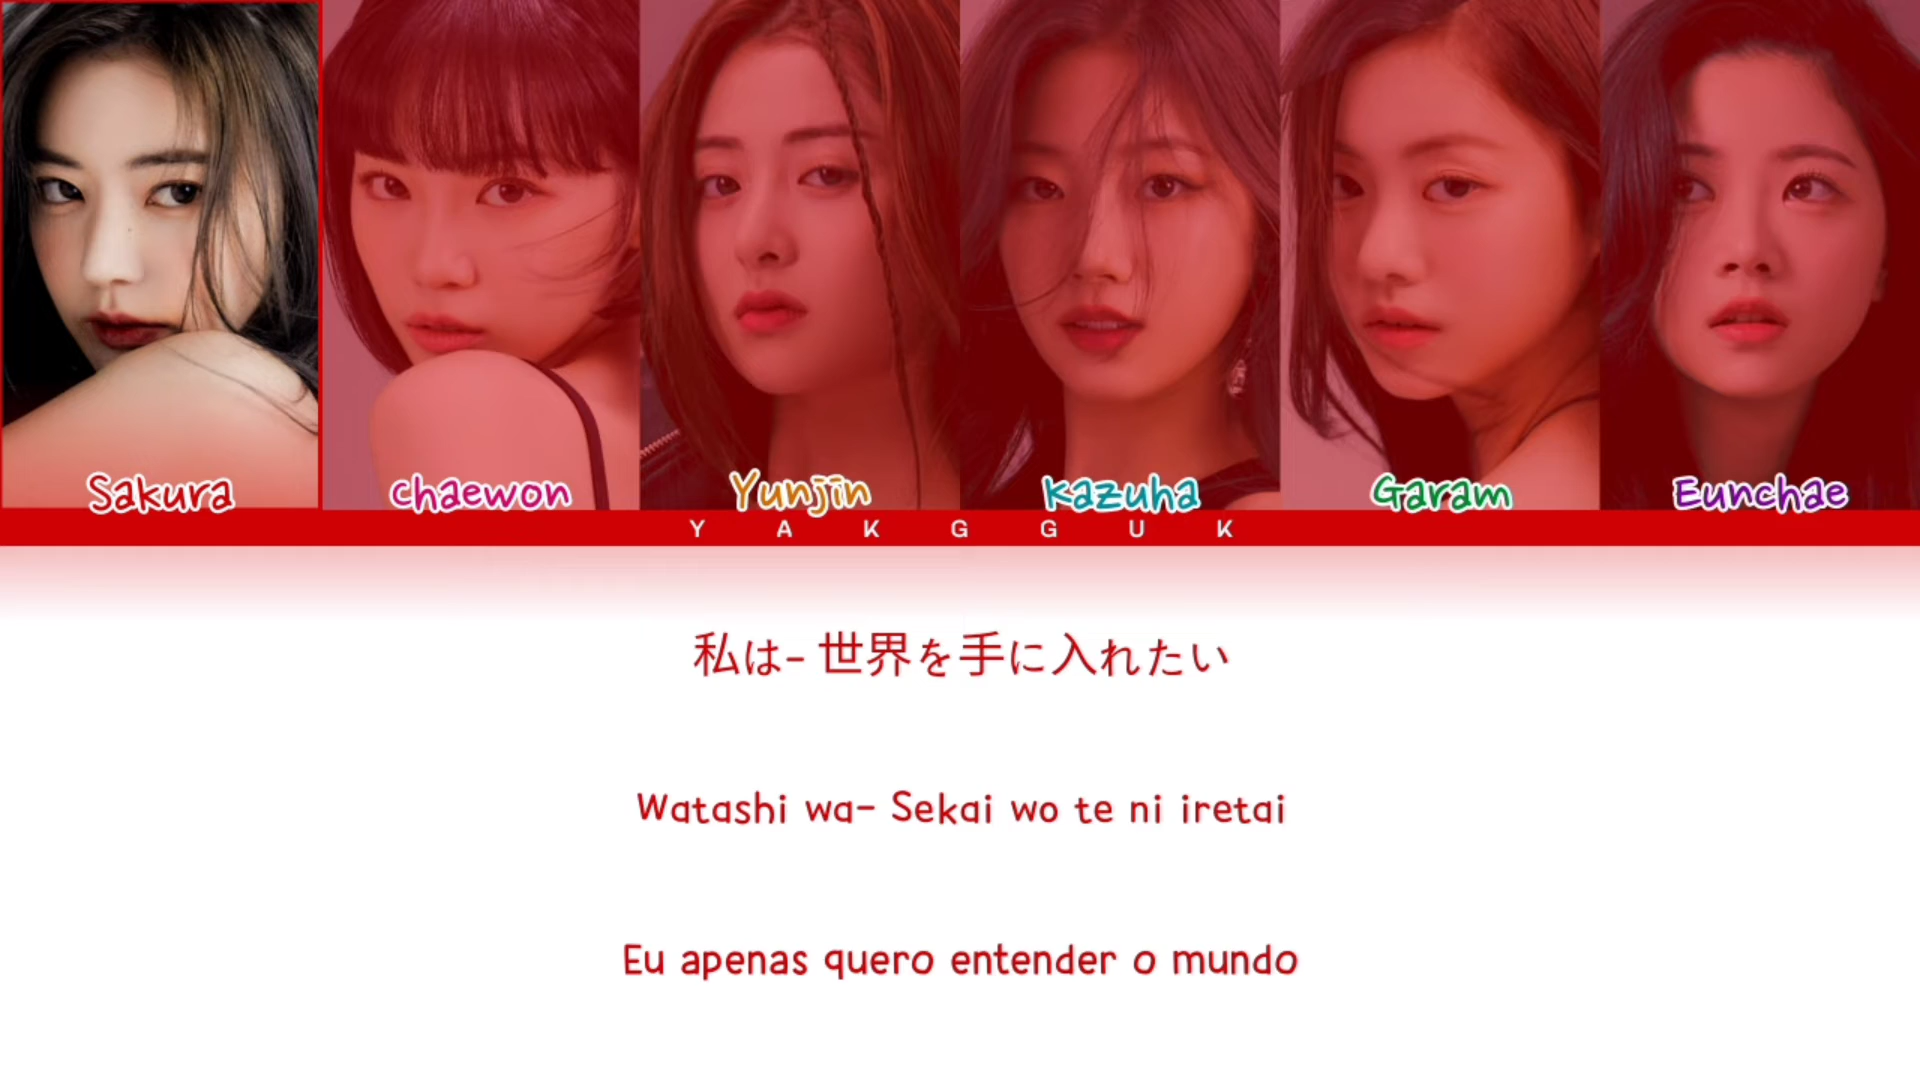 Sakura chaewon Yunjin kazuha Garam Eunchae
YAKGGUK
私は- 世界を手に入れたい
Watashi wa- Sekai wo te ni iretai
Eu apenas quero entender o mundo